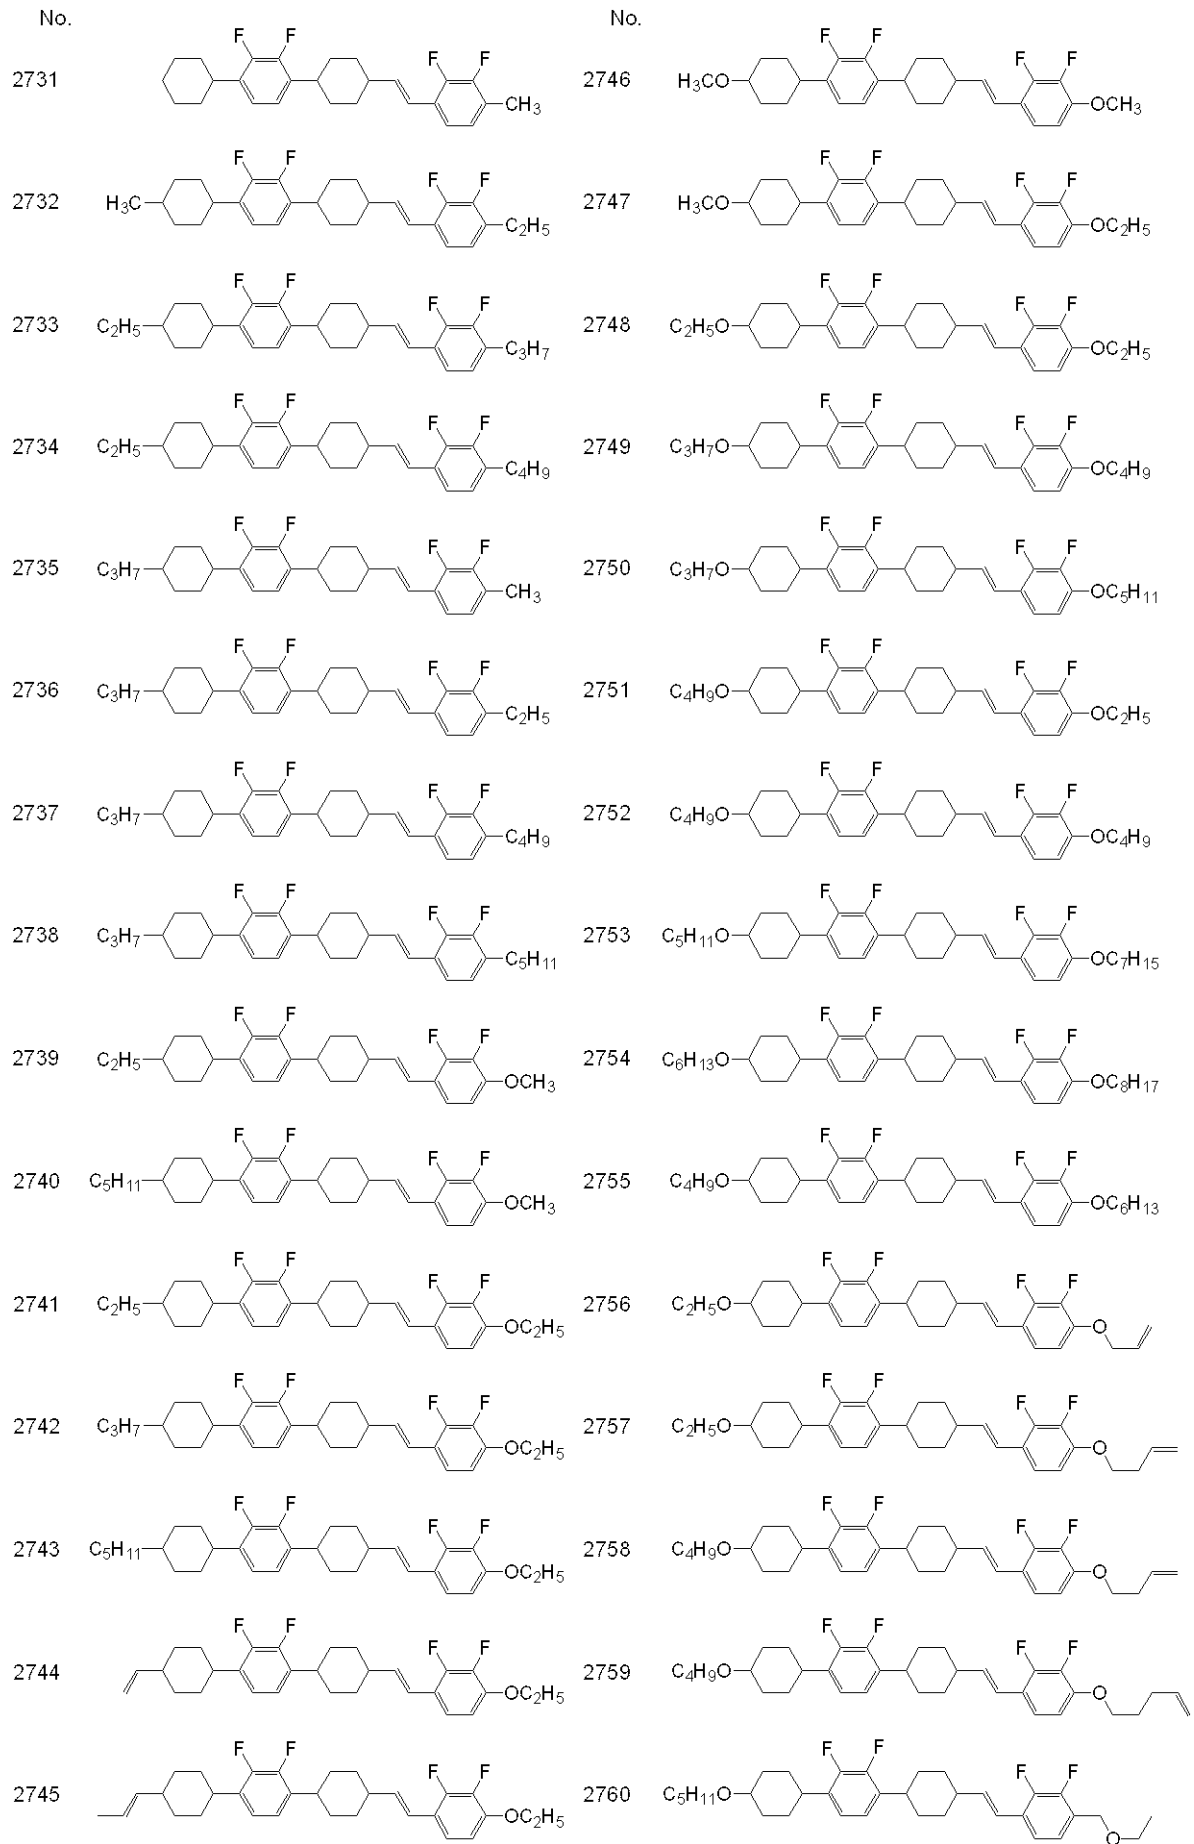 No.
2731 F F F F CH3
2732 H3C F F F F C2H5
2733 C2H5 F F F F C3H7
2734 C2H5 F F F F C4H9
2735 C3H7 F F F F CH3
2736 C3H7 F F F F C2H5
2737 C3H7 F F F F C4H9
2738 C3H7 F F F F C5H11
2739 C2H5 F F F F OCH3
2740 C5H11 F F F F OCH3
2741 C2H5 F F F F OC2H5
2742 C3H7 F F F F OC2H5
2743 C5H11 F F F F OC2H5
2744 F F F F OC2H5
2745 F F F F OC2H5
No.
2746 H3CO F F F F OCH3
2747 H3CO F F F F OC2H5
2748 C2H5O F F F F OC2H5
2749 C3H7O F F F F OC4H9
2750 C3H7O F F F F OC5H11
2751 C4H9O F F F F OC2H5
2752 C4H9O F F F F OC4H9
2753 C5H11O F F F F OC7H15
2754 C6H13O F F F F OC8H17
2755 C4H9O F F F F OC6H13
2756 C2H5O F F F F O
2757 C2H5O F F F F O
2758 C4H9O F F F F O
2759 C4H9O F F F F O
2760 C5H11O F F F F O